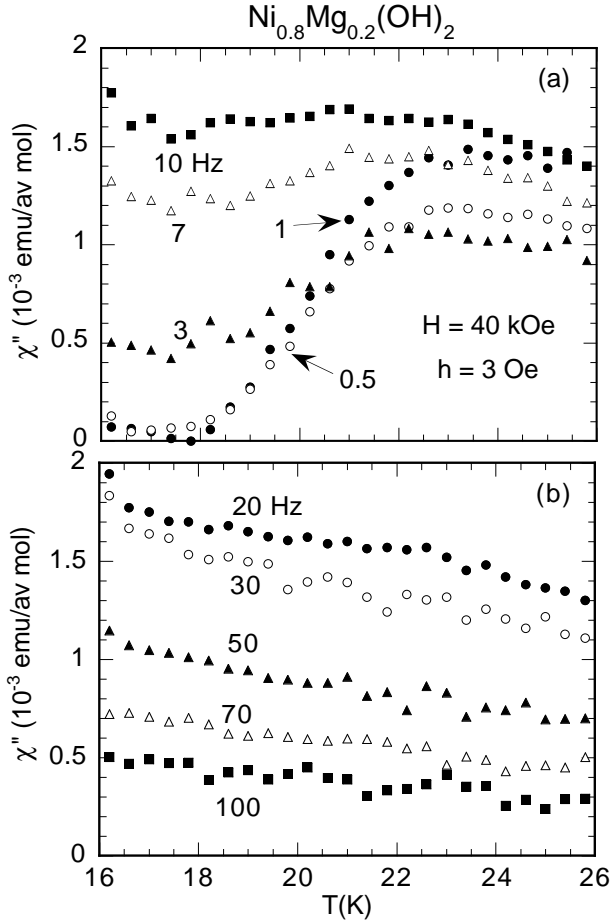 Ni0.8Mg0.2(OH)2
(a)
2
1.5
1
0.5
0
χ" (10-3 emu/av mol)
10 Hz
7
1
3
0.5
H = 40 kOe
h = 3 Oe
(b)
2
1.5
1
0.5
0
χ" (10-3 emu/av mol)
20 Hz
30
50
70
100
16 18 20 22 24 26
T(K)